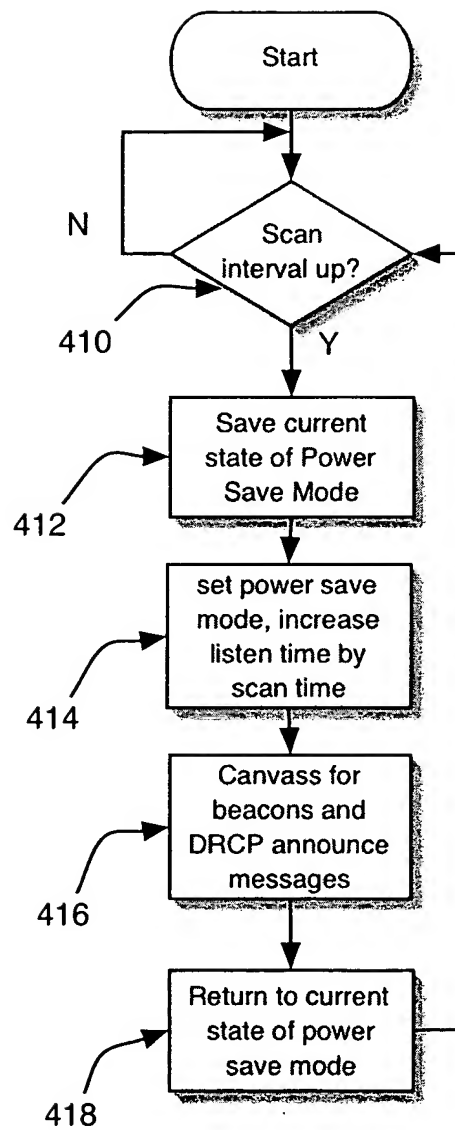 Start
N
Scan
interval up?
410
Y
Save current
state of Power
Save Mode
412
set power save
mode, increase
listen time by
scan time
414
Canvass for
beacons and
DRCP announce
messages
416
Return to current
state of power
save mode
418